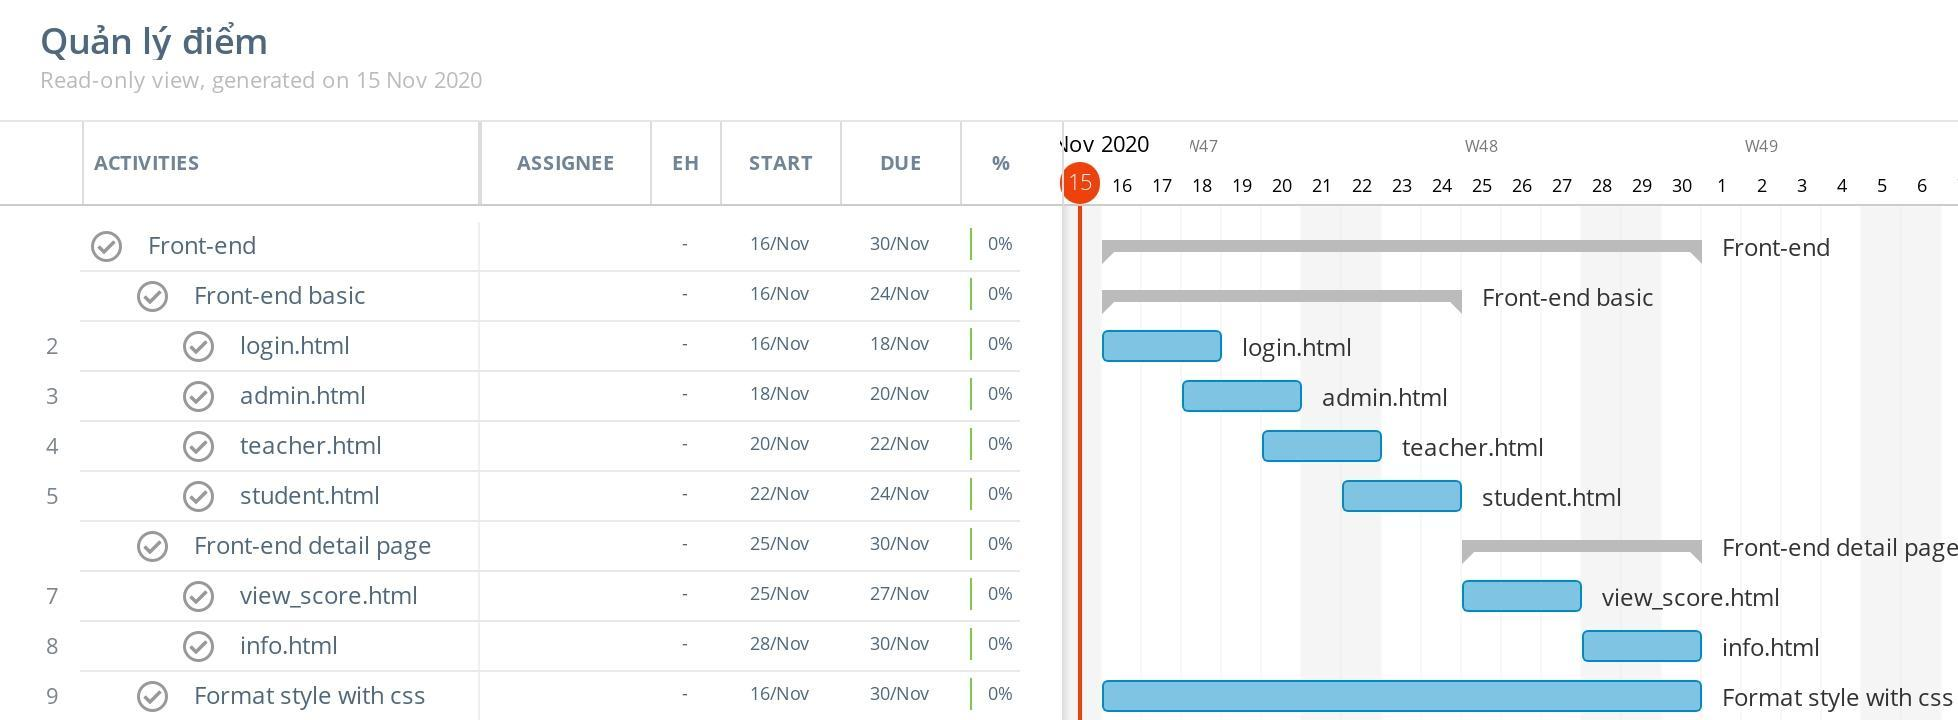 Quản lý điểm
Read-only view, generated on 15 Nov 2020
ACTIVITIES ASSIGNEE EH START DUE % Nov 2020 W47 W48 W49
15 16 17 18 19 20 21 22 23 24 25 26 27 28 29 30 1 2 3 4 5 6
Front-end - 16/Nov 30/Nov 0% Front-end
Front-end basic - 16/Nov 24/Nov 0% Front-end basic
2 login.html - 16/Nov 18/Nov 0% login.html
3 admin.html - 18/Nov 20/Nov 0% admin.html
4 teacher.html - 20/Nov 22/Nov 0% teacher.html
5 student.html - 22/Nov 24/Nov 0% student.html
Front-end detail page - 25/Nov 30/Nov 0% Front-end detail page
7 view_score.html - 25/Nov 27/Nov 0% view_score.html
8 info.html - 28/Nov 30/Nov 0% info.html
9 Format style with css - 16/Nov 30/Nov 0% Format style with css